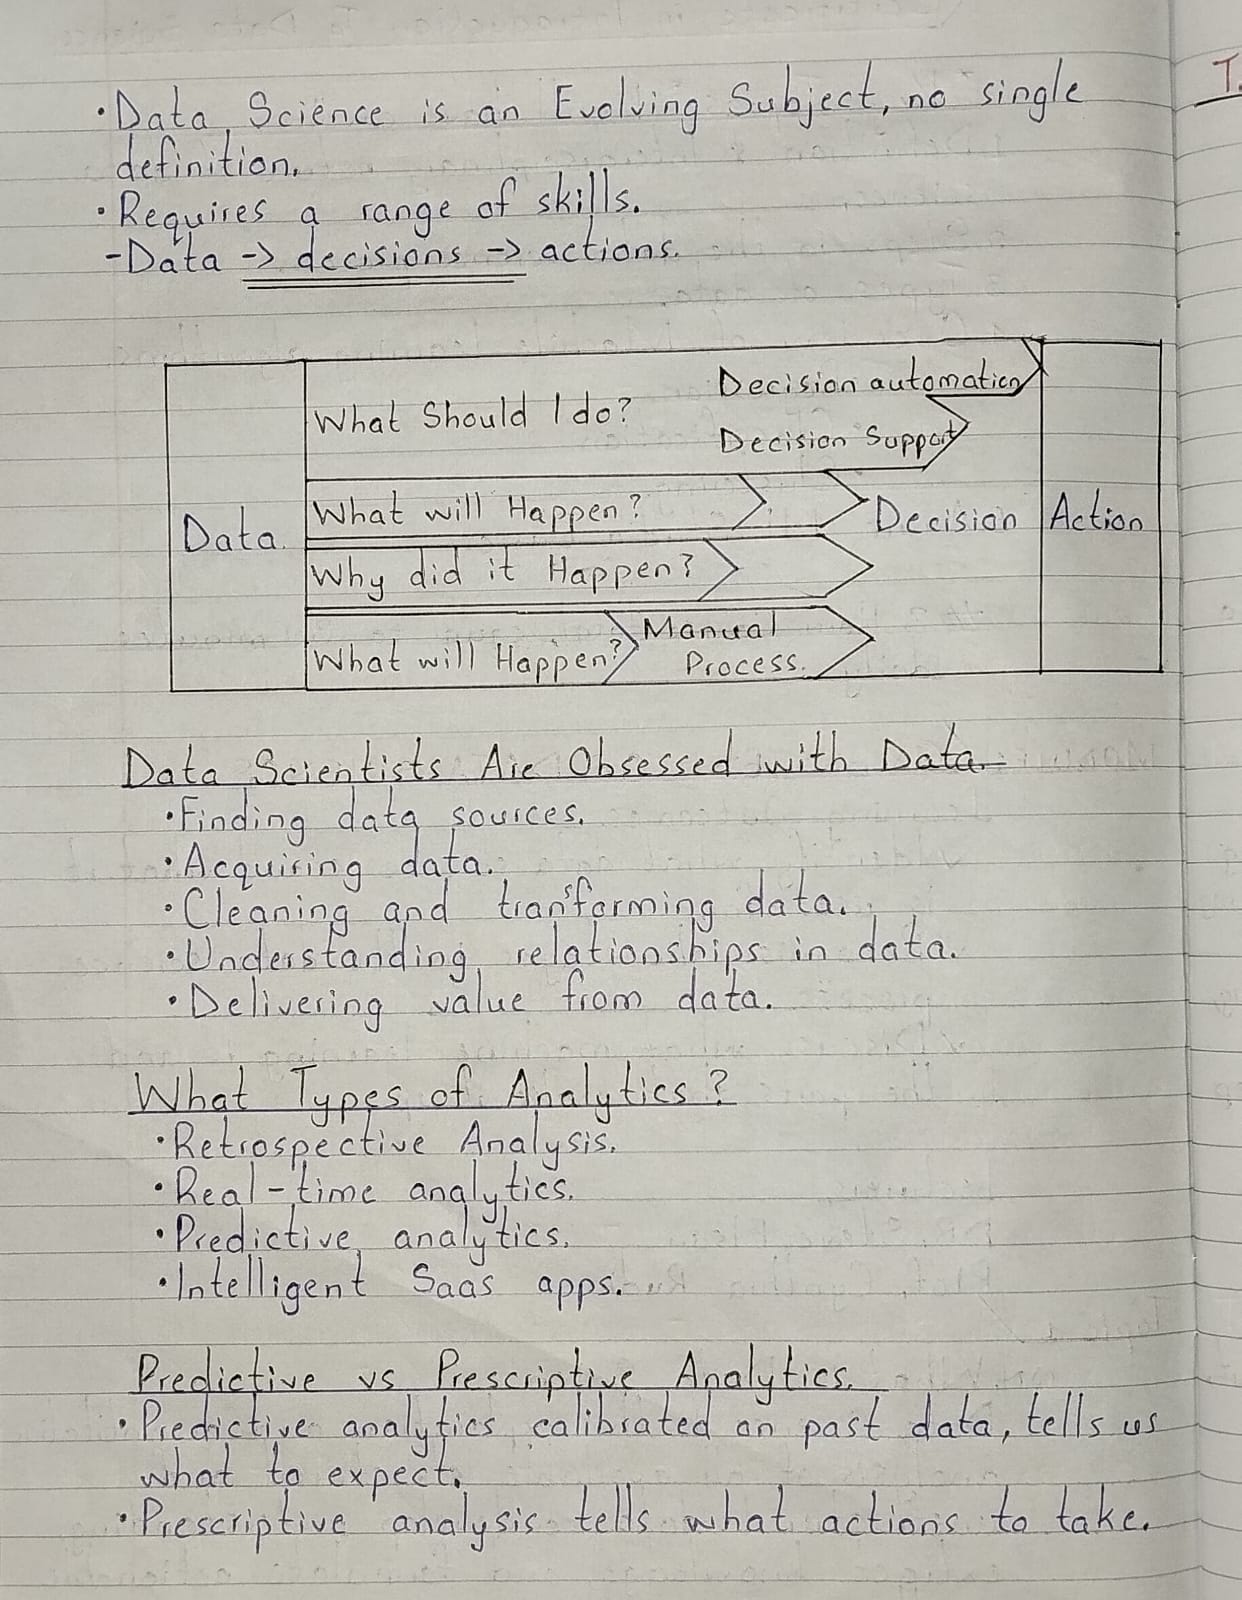 • Data Science is an Evolving Subject, no single
definition.
• Requires a range of skills.
- Data -> decisions -> actions.
T.
Data
What Should I do?
Decision automation
Decision Support
What will Happen?
Why did it Happen?
What will Happen?
Manual
Process.
Decision
Action
Data Scientists Are Obsessed with Data.
• Finding data sources.
• Acquiring data.
• Cleaning and transforming data.
• Understanding relationships in data.
• Delivering value from data.
What Types of Analytics?
• Retrospective Analysis.
• Real-time analytics.
• Predictive analytics.
• Intelligent SaaS apps.
Predictive vs Prescriptive Analytics.
• Predictive analytics calibrated on past data, tells us
what to expect.
• Prescriptive analysis tells what actions to take.